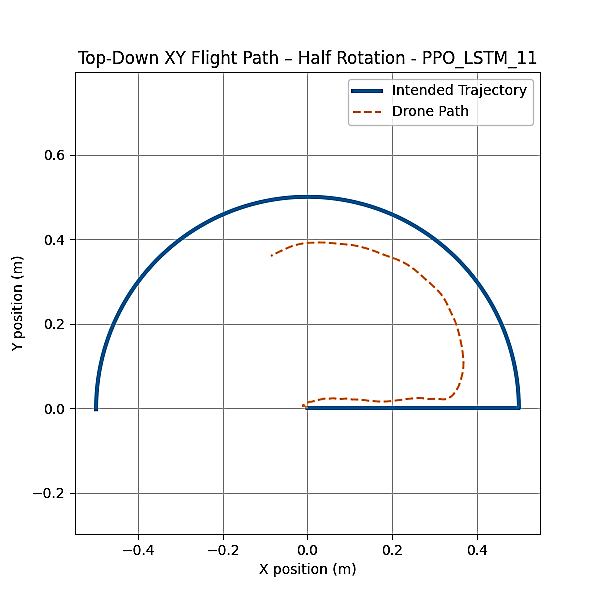 Top-Down XY Flight Path – Half Rotation - PPO_LSTM_11
Intended Trajectory
Drone Path
Y position (m)
0.6
0.4
0.2
0.0
−0.2
−0.4
−0.2
0.0
0.2
0.4
X position (m)